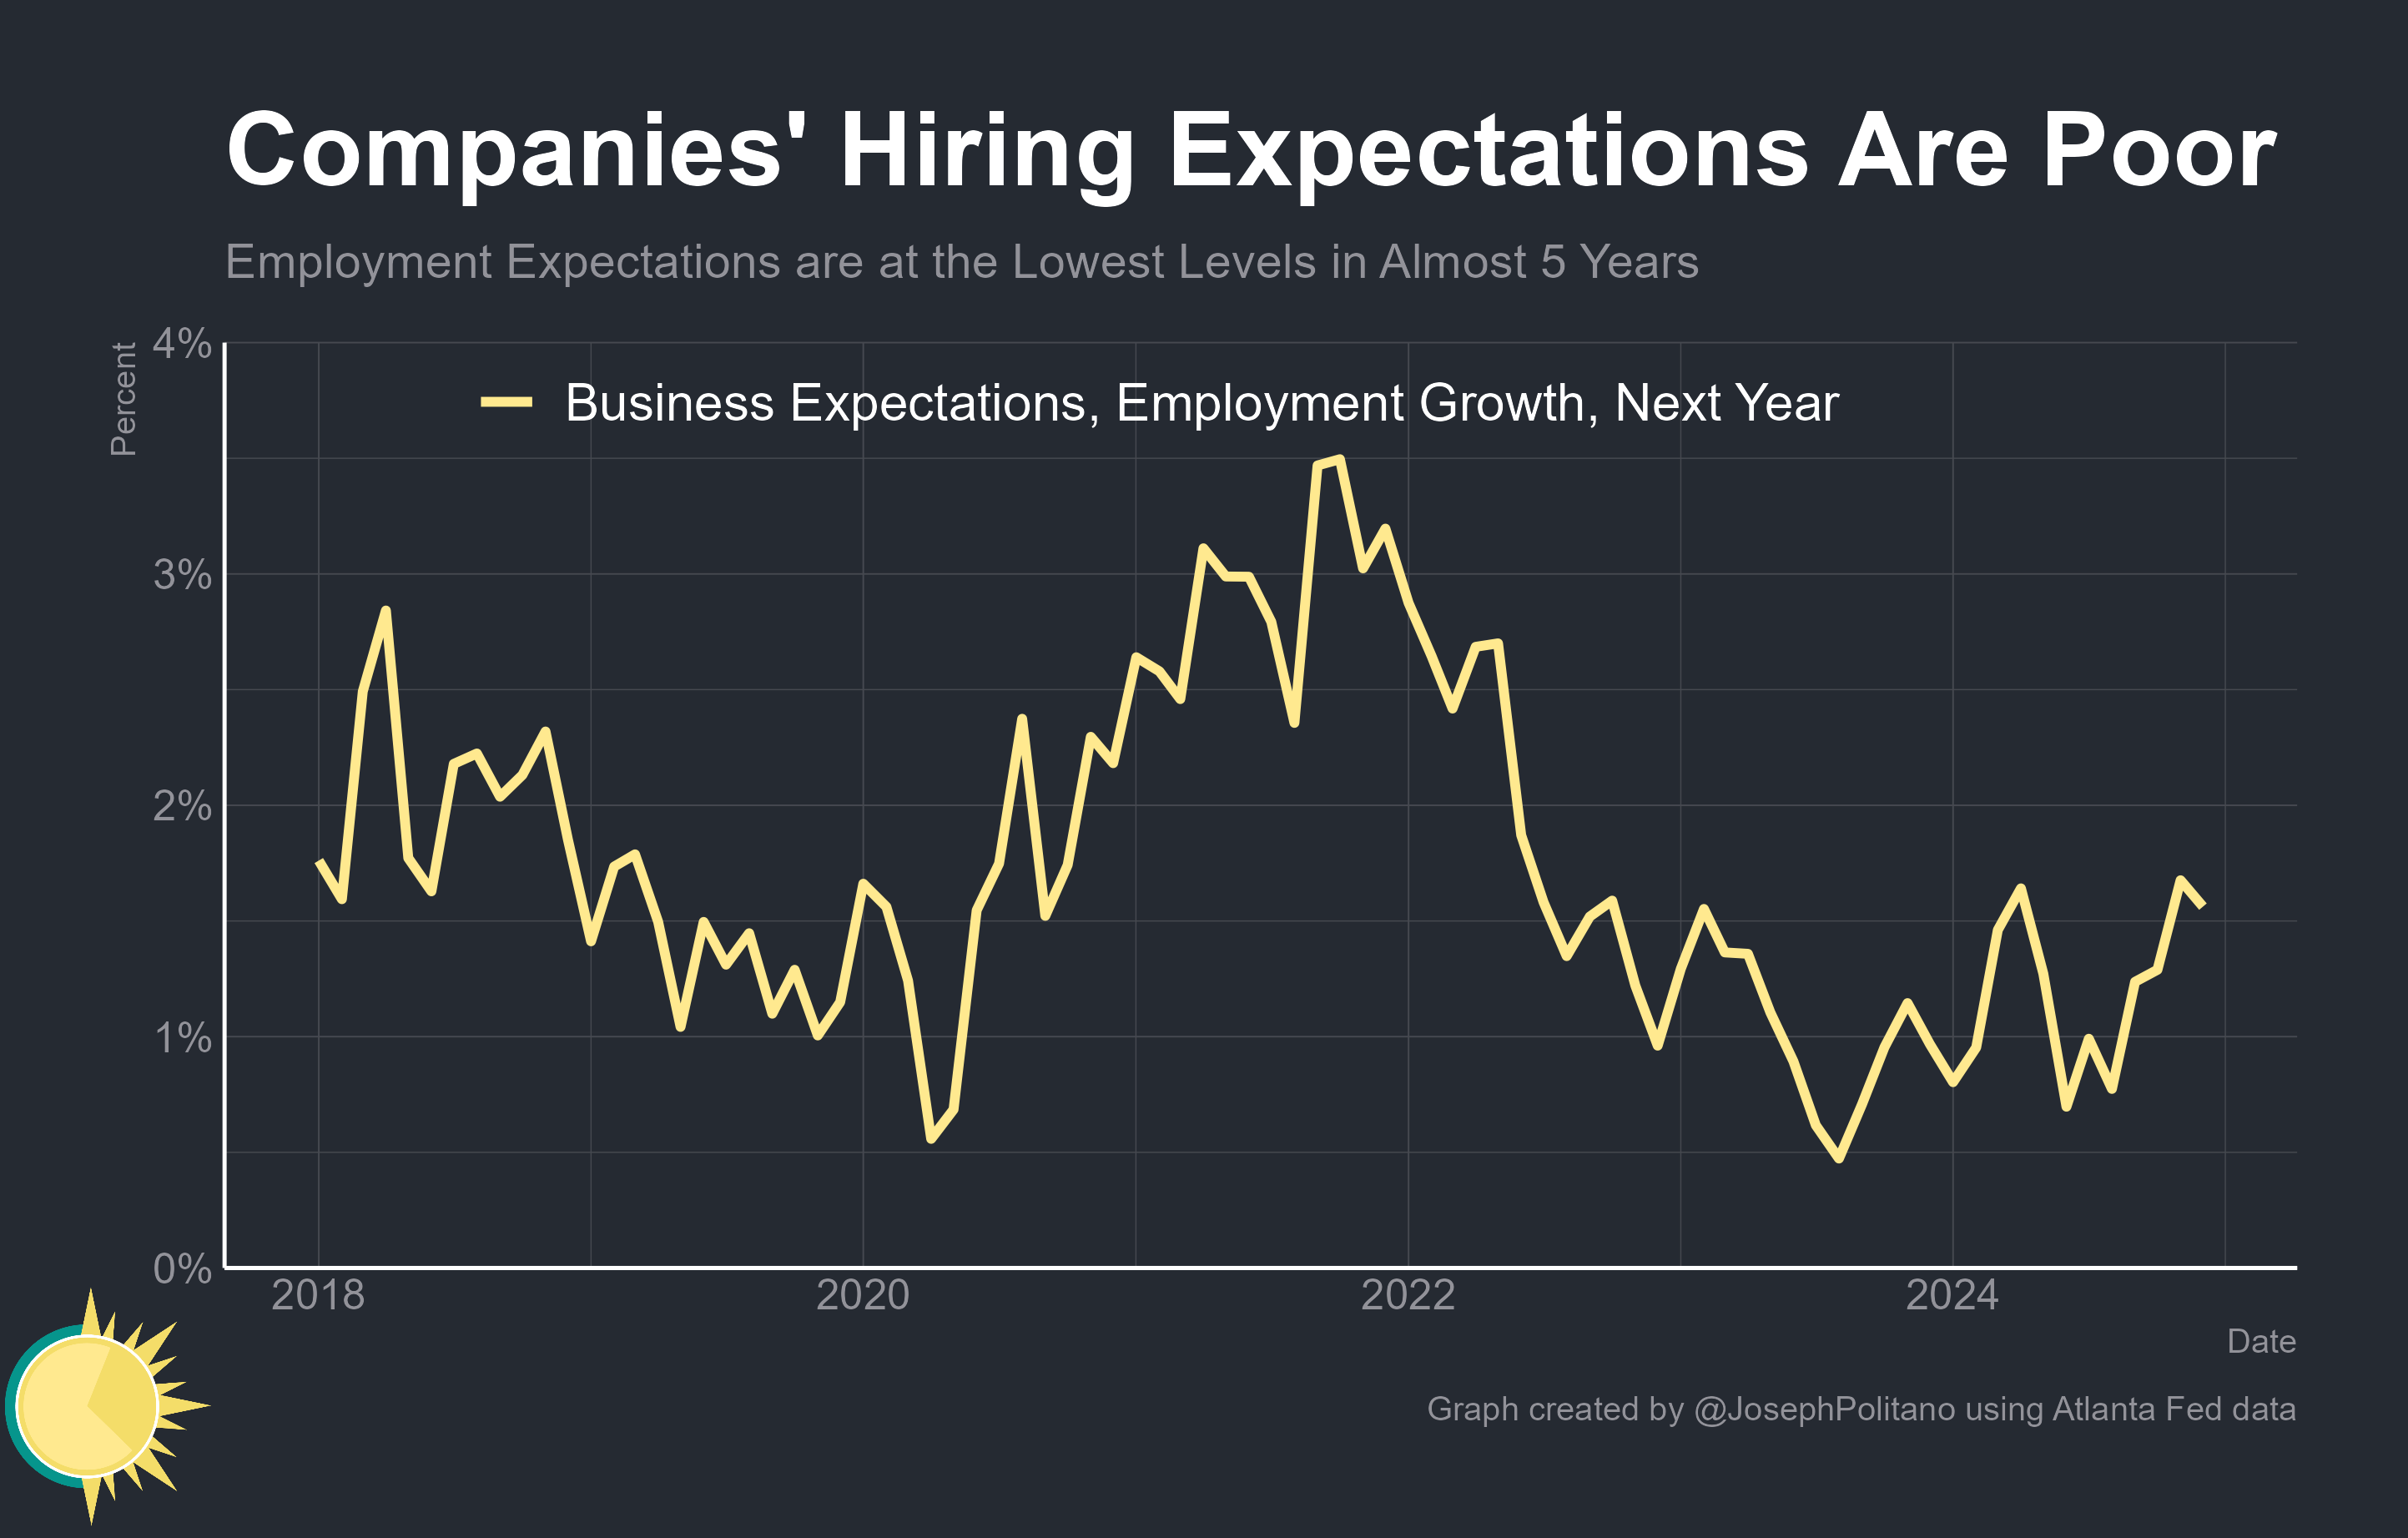 Companies' Hiring Expectations Are Poor
Employment Expectations are at the Lowest Levels in Almost 5 Years
Percent
4%
Business Expectations, Employment Growth, Next Year
3%
2%
1%
0%
2018 2020 2022 2024
Date
Graph created by @JosephPolitano using Atlanta Fed data